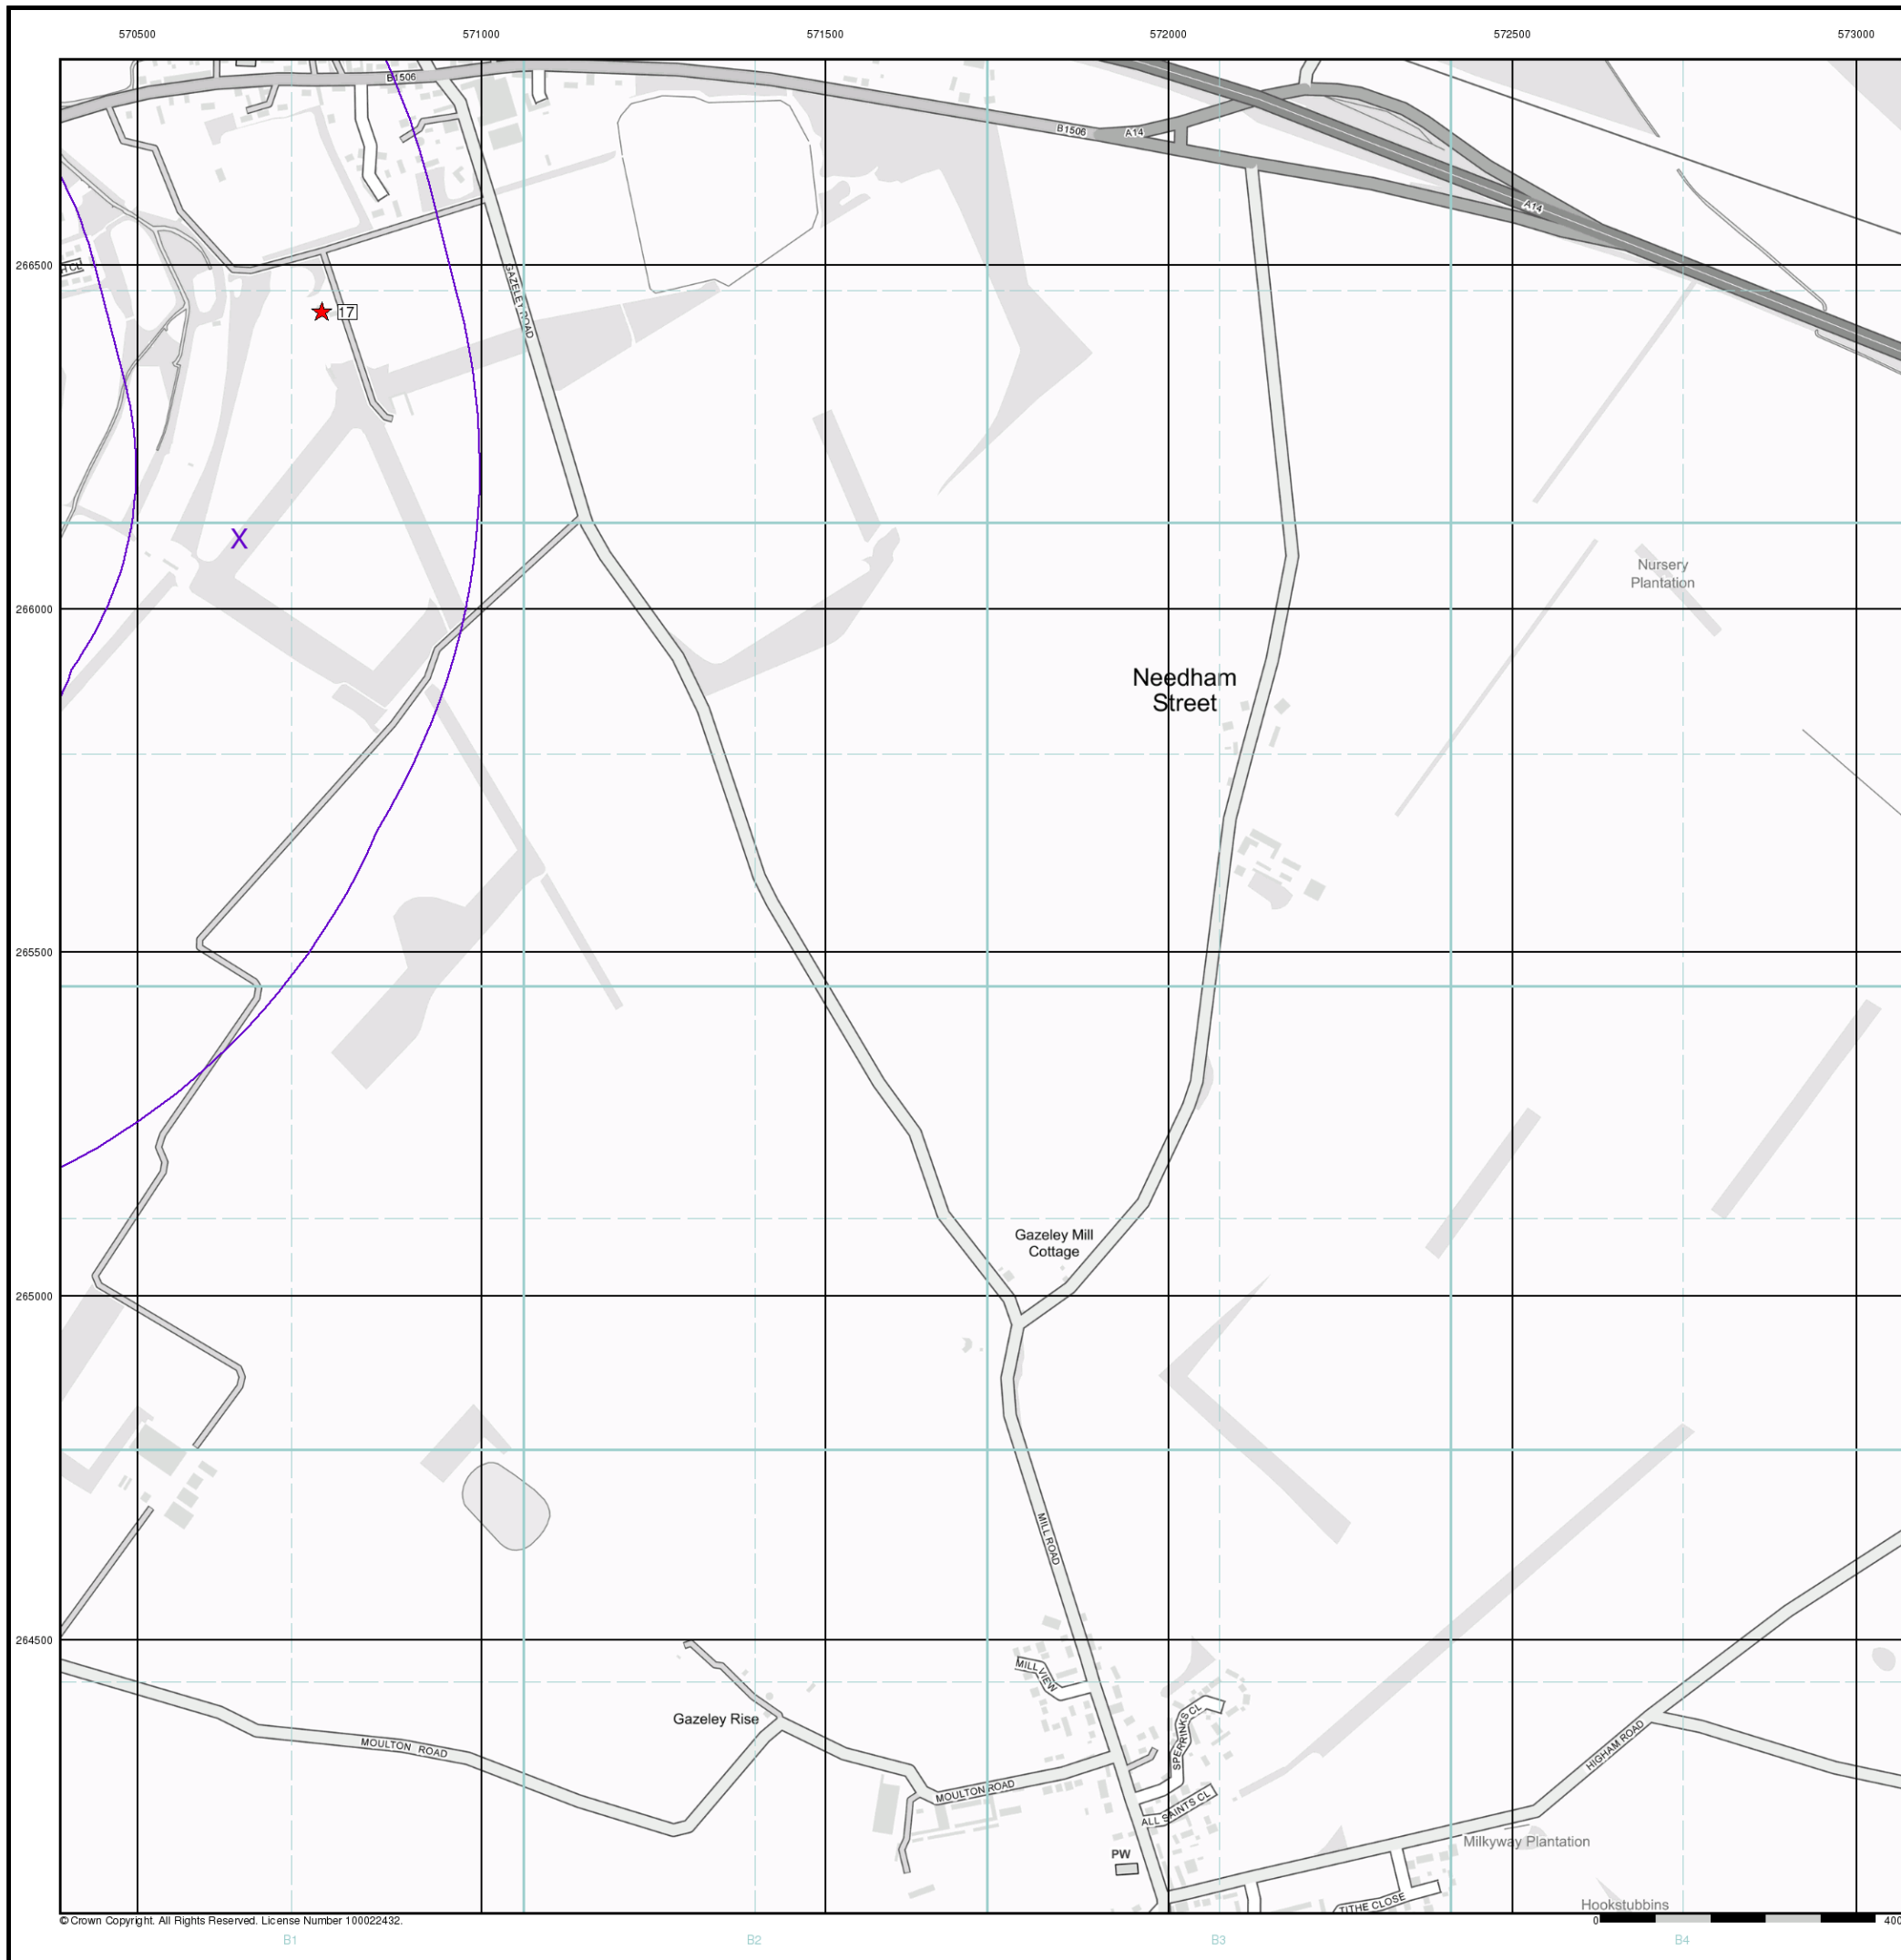 570500
571000
571500
572000
572500
573000
B1506
B1506
A14
A14
266500
H CL
GAZELEY ROAD
17
X
Nursery
Plantation
266000
Needham
Street
265500
Gazeley Mill
Cottage
265000
MILL ROAD
264500
MILL VIEW
Gazeley Rise
SPERRINKS CL
MOULTON ROAD
HIGHAM ROAD
MOULTON ROAD
ALL SAINTS CL
Milkyway Plantation
PW
TITHE CLOSE
Hookstubbins
© Crown Copyright. All Rights Reserved. License Number 100022432.
0
400
B1
B2
B3
B4